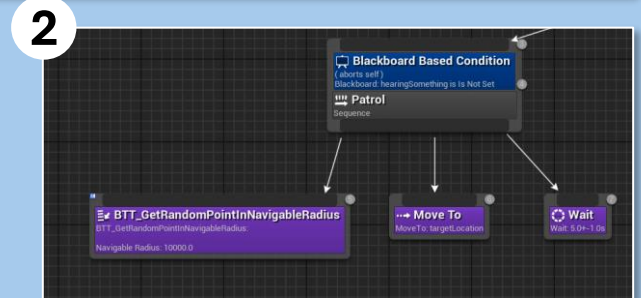 2
Blackboard Based Condition
( aborts self )
Blackboard: hearingSomething is Is Not Set
Patrol
Sequence
BTT_GetRandomPointInNavigableRadius
BTT_GetRandomPointInNavigableRadius:
Navigable Radius: 10000.0
Move To
MoveTo: targetLocation
Wait
Wait: 5.0+-1.0s